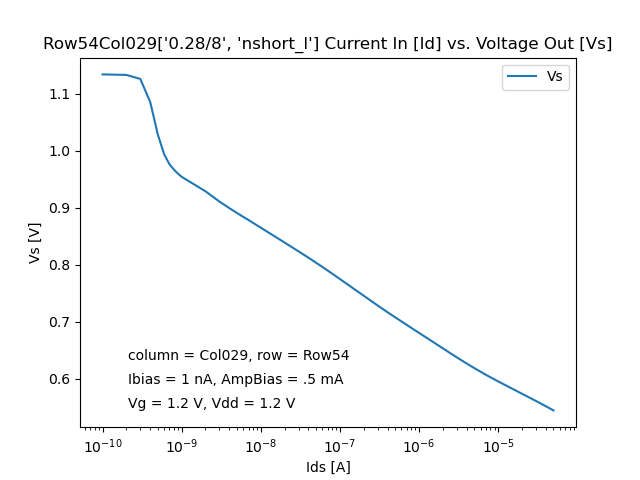 Row54Col029['0.28/8', 'nshort_l'] Current In [Id] vs. Voltage Out [Vs]
Vs
1.1
1.0
0.9
0.8
0.7
0.6
Vs [V]
column = Col029, row = Row54
Ibias = 1 nA, AmpBias = .5 mA
Vg = 1.2 V, Vdd = 1.2 V
10⁻¹⁰ 10⁻⁹ 10⁻⁸ 10⁻⁷ 10⁻⁶ 10⁻⁵
Ids [A]